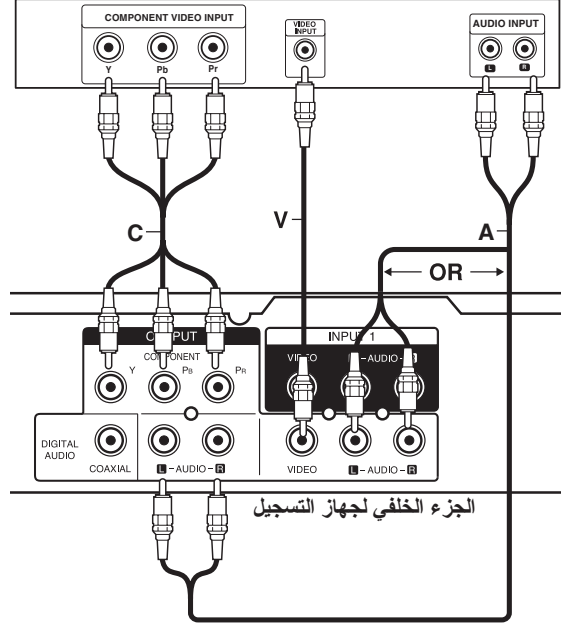 COMPONENT VIDEO INPUT
Y Pb Pr
VIDEO
INPUT
AUDIO INPUT
L R
C
V
A
OR
INPUT 1
COMPONENT
Y PB PR
VIDEO
- AUDIO - R
DIGITAL
AUDIO
COAXIAL
L - AUDIO - R
VIDEO
L - AUDIO - R
الجزء الخلفي لجهاز التسجيل